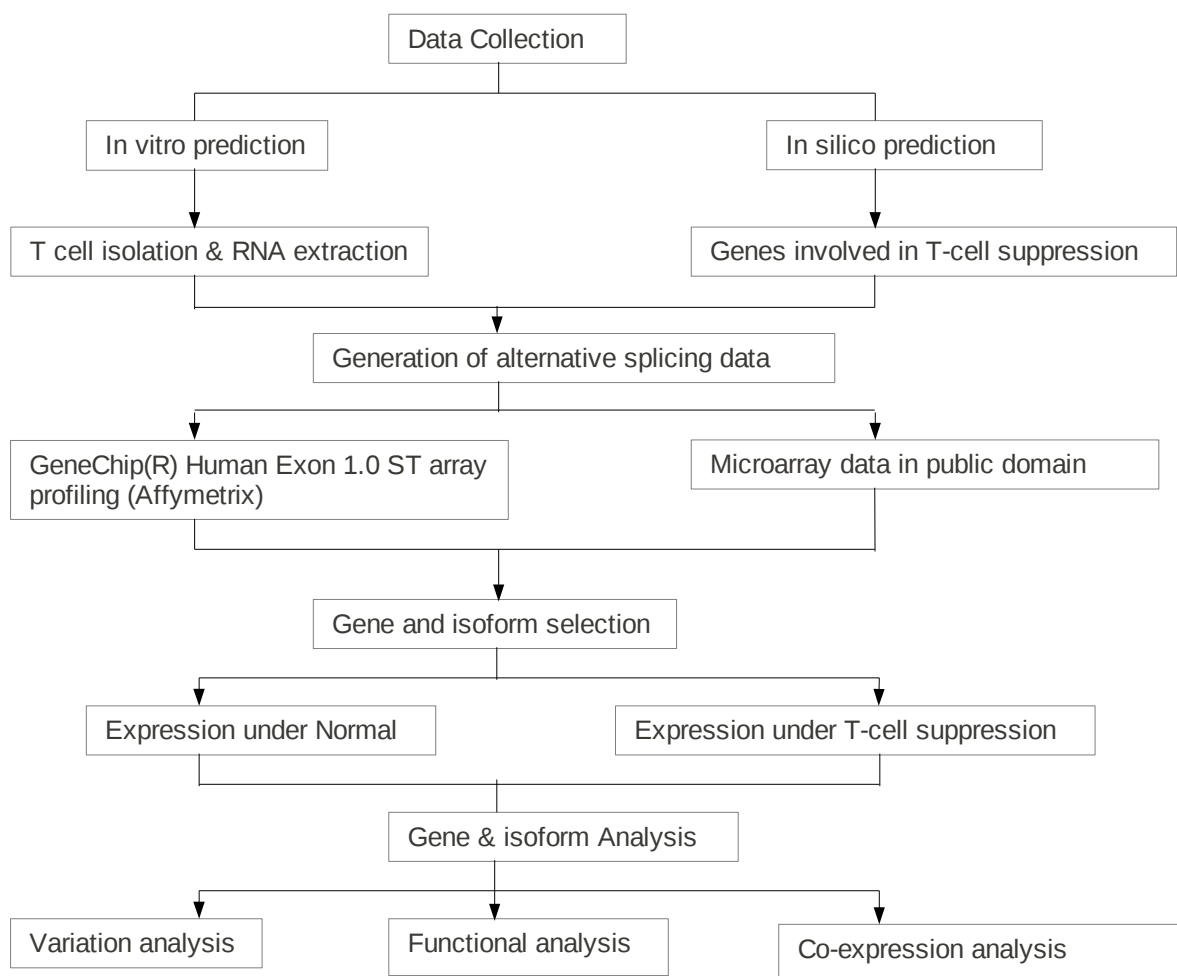 Data Collection
In vitro prediction
In silico prediction
T cell isolation & RNA extraction
Genes involved in T-cell suppression
Generation of alternative splicing data
GeneChip(R) Human Exon 1.0 ST array
profiling (Affymetrix)
Microarray data in public domain
Gene and isoform selection
Expression under Normal
Expression under T-cell suppression
Gene & isoform Analysis
Variation analysis
Functional analysis
Co-expression analysis